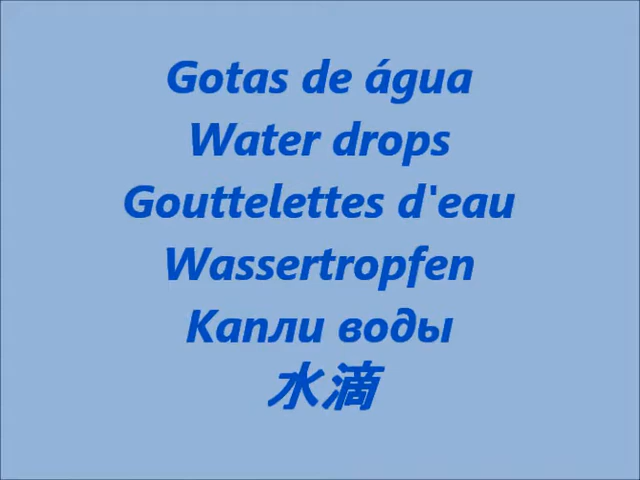 Gotas de água
Water drops
Gouttelettes d'eau
Wassertropfen
Капли воды
水滴